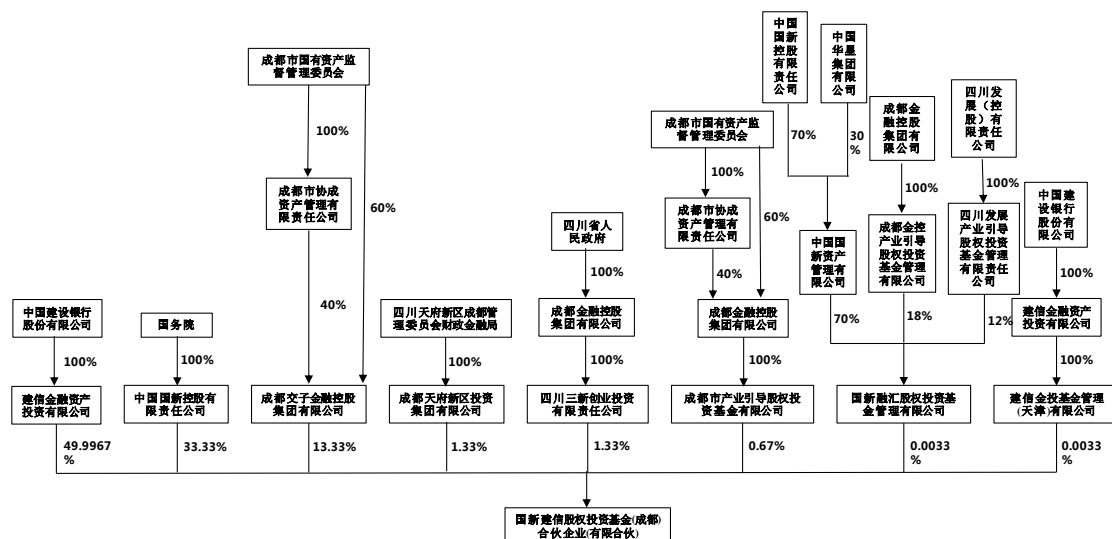 中国
国新
控股
有限
责任
公司
中国
华星
集团
有限
公司
成都市国有资产监
督管理委员会
四川发
展（控
股）有
限责任
公司
成都金
融控股
集团有
限公司
成都市国有资产监
督管理委员会
100%
70%
30
%
100%
60%
100%
100%
中国建
设银行
股份有
限公司
成都市协成
资产管理有
限责任公司
60%
成都市协成
资产管理有
限责任公司
四川省人
民政府
中国国
新资产
管理有
限公司
成都金控
产业引导
股权投资
基金管理
有限公司
四川发展
产业引导
股权投资
基金管理
有限责任
公司
40%
100%
40%
100%
中国建设银行
股份有限公司
国务院
四川天府新区成都管
理委员会财政金融局
成都金融控股
集团有限公司
成都金融控股
集团有限公司
70%
18%
12%
建信金融资产
投资有限公司
100%
100%
100%
100%
100%
100%
建信金融资产
投资有限公司
中国国新控股有
限责任公司
成都交子金融控股
集团有限公司
成都天府新区投资
集团有限公司
四川三新创业投资
有限责任公司
成都市产业引导股权投
资基金有限公司
国新融汇股权投资基
金管理有限公司
建信金投基金管理
(天津)有限公司
49.9967
%
33.33%
13.33%
1.33%
1.33%
0.67%
0.0033
%
0.0033
%
国新建信股权投资基金(成都)
合伙企业(有限合伙)